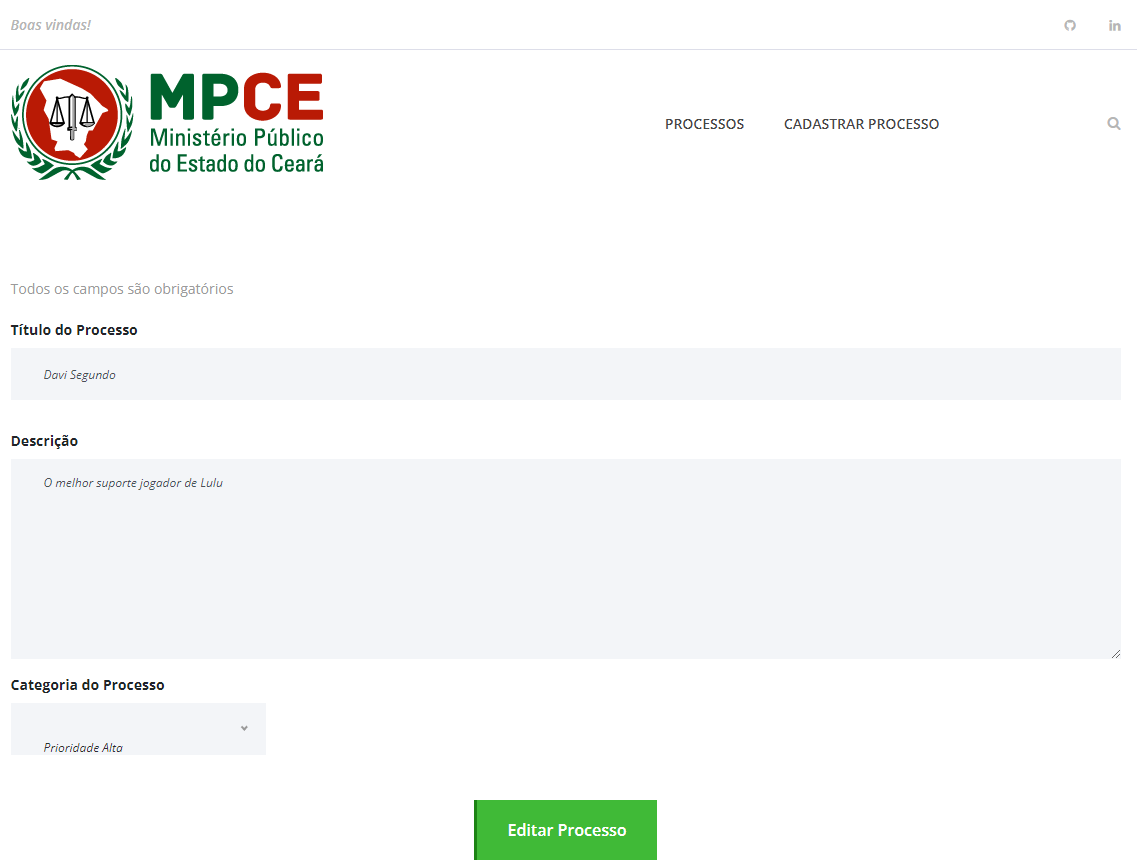 Boas vindas!
MPCE
Ministério Público
do Estado do Ceará
PROCESSOS
CADASTRAR PROCESSO
Todos os campos são obrigatórios
Título do Processo
Davi Segundo
Descrição
O melhor suporte jogador de Lulu
Categoria do Processo
Prioridade Alta
Editar Processo